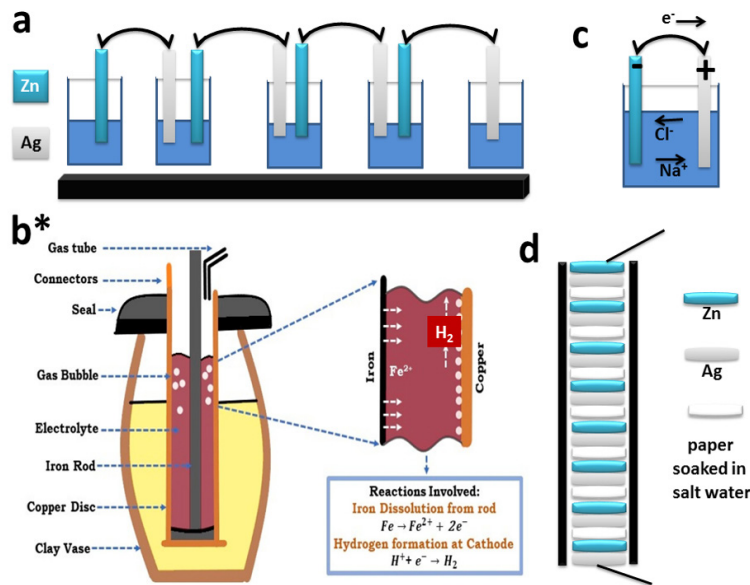 a
Zn
Ag
c
e-
-
+
Cl-
Na+
b*
Gas tube
Connectors
Seal
Gas Bubble
Electrolyte
Iron Rod
Copper Disc
Clay Vase
Iron
Fe²⁺
H₂
Copper
Reactions Involved:
Iron Dissolution from rod
Fe → Fe²⁺ + 2e⁻
Hydrogen formation at Cathode
H⁺+ e⁻ → H₂
d
Zn
Ag
paper
soaked in
salt water